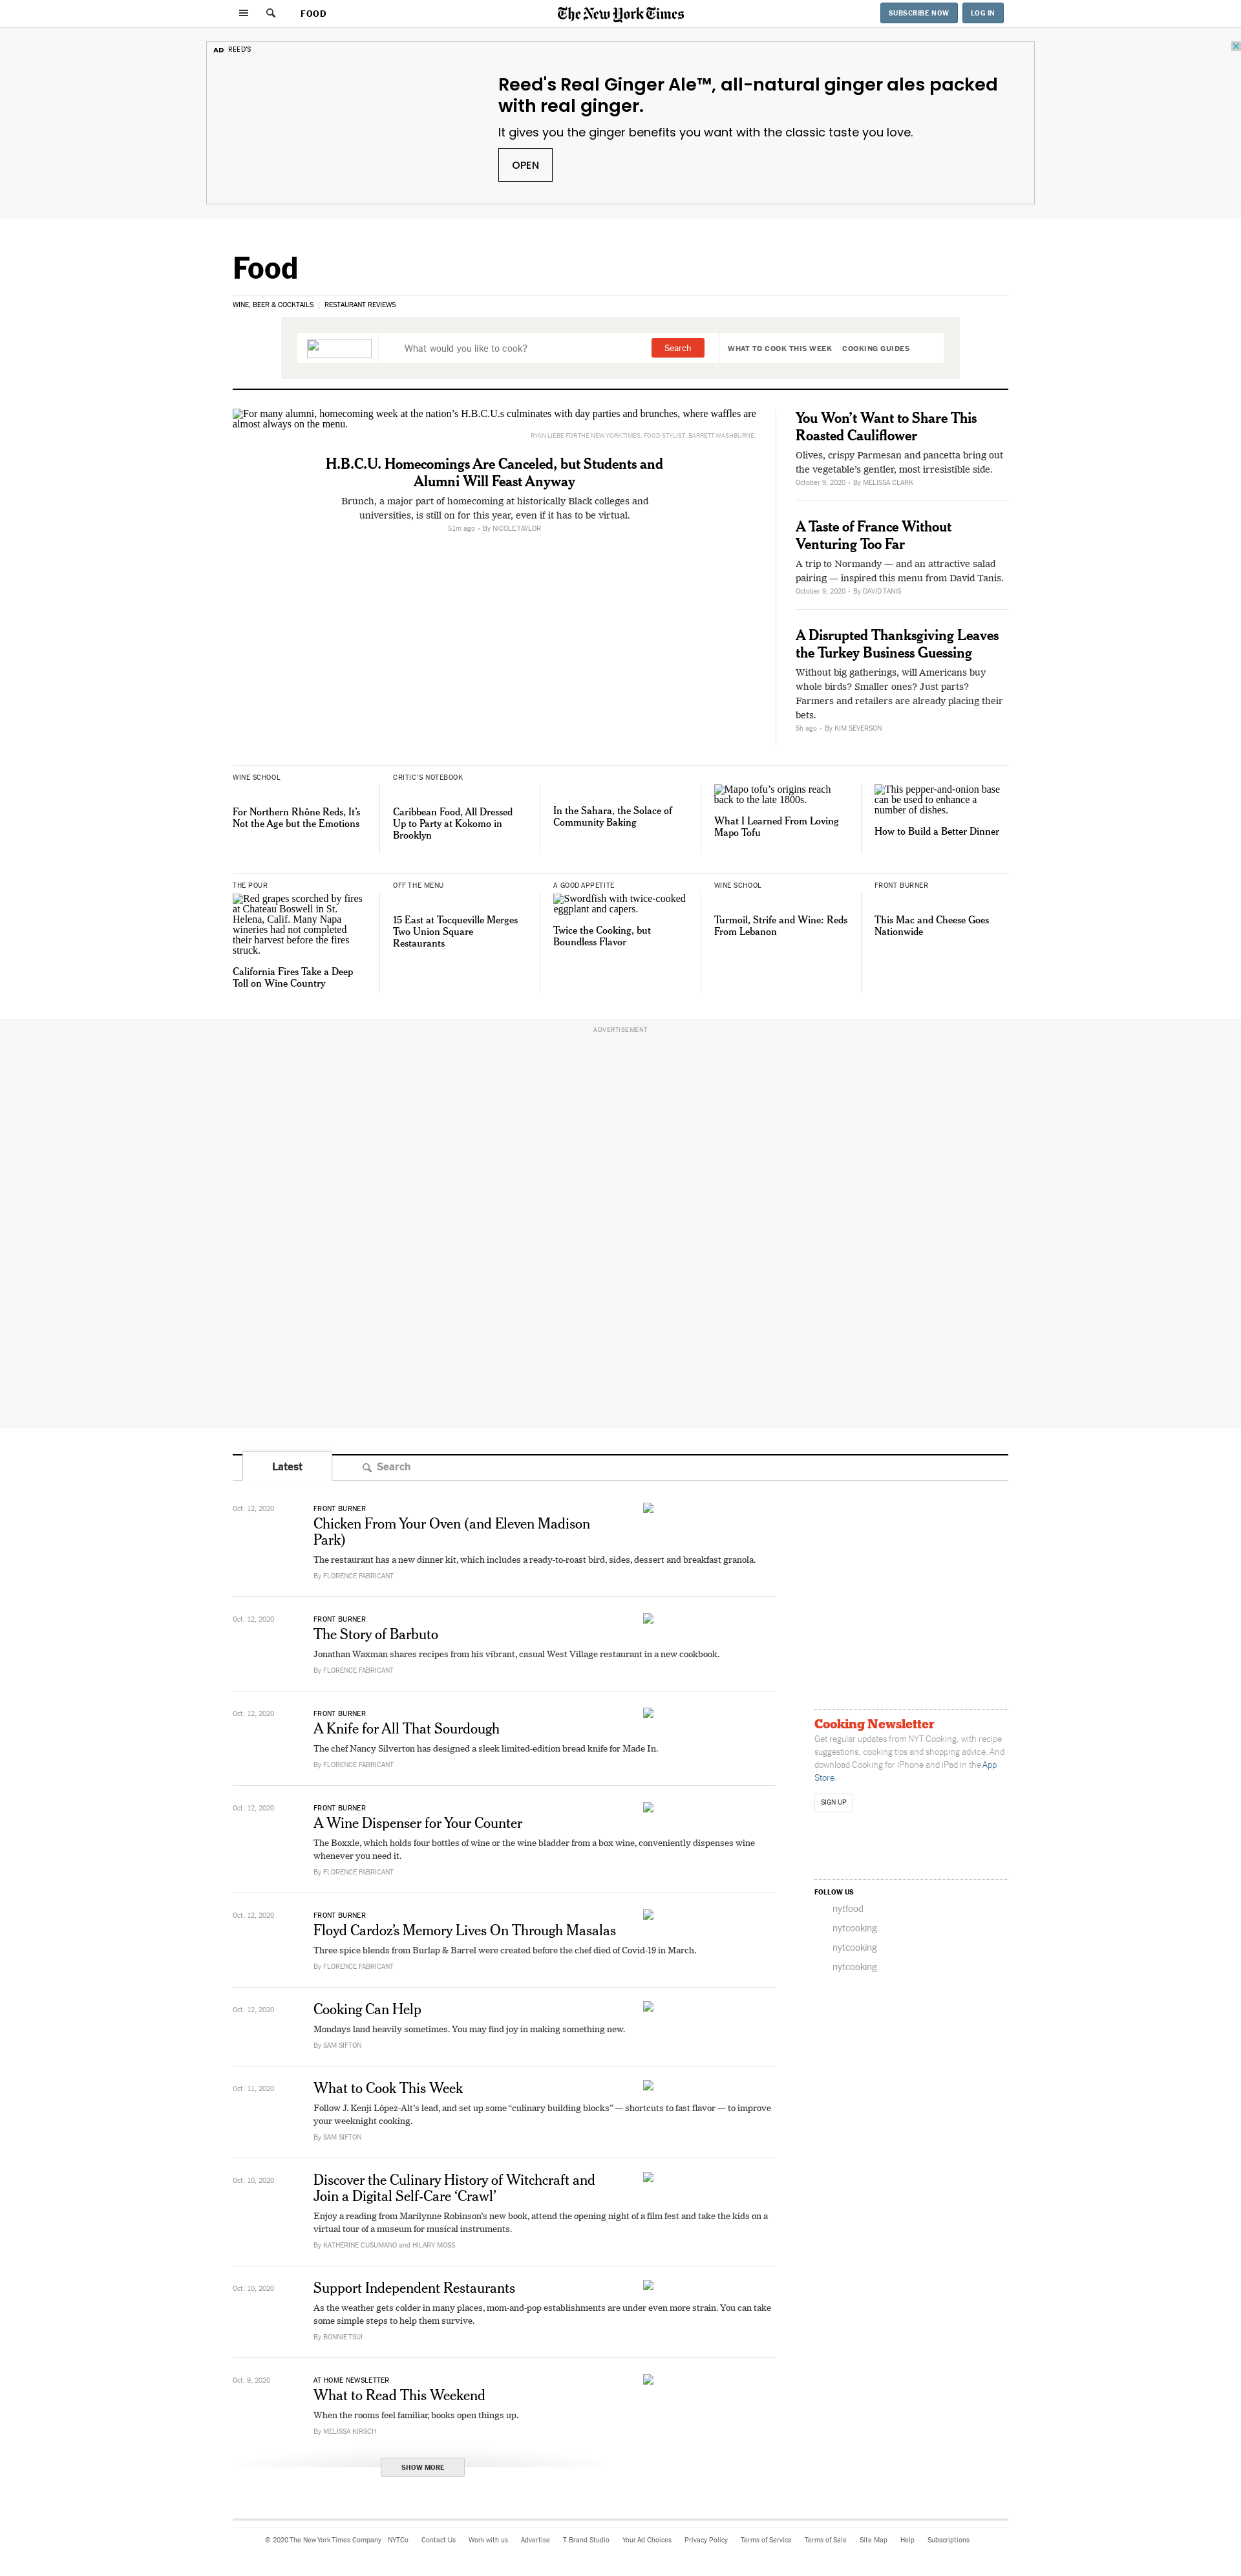 FOOD
The New York Times
SUBSCRIBE NOW
LOG IN
AD REED'S
Reed's Real Ginger Ale™, all-natural ginger ales packed
with real ginger.
It gives you the ginger benefits you want with the classic taste you love.
OPEN
Food
WINE, BEER & COCKTAILS | RESTAURANT REVIEWS
What would you like to cook?
Search
WHAT TO COOK THIS WEEK
COOKING GUIDES
For many alumni, homecoming week at the nation’s H.B.C.U.s culminates with day parties and brunches, where waffles are
almost always on the menu.
RYAN LIEBE FOR THE NEW YORK TIMES. FOOD STYLIST: BARRETT WASHBURNE.
H.B.C.U. Homecomings Are Canceled, but Students and
Alumni Will Feast Anyway
Brunch, a major part of homecoming at historically Black colleges and
universities, is still on for this year, even if it has to be virtual.
51m ago - By NICOLE TAYLOR
You Won’t Want to Share This
Roasted Cauliflower
Olives, crispy Parmesan and pancetta bring out
the vegetable’s gentler, most irresistible side.
October 9, 2020 - By MELISSA CLARK
A Taste of France Without
Venturing Too Far
A trip to Normandy — and an attractive salad
pairing — inspired this menu from David Tanis.
October 9, 2020 - By DAVID TANIS
A Disrupted Thanksgiving Leaves
the Turkey Business Guessing
Without big gatherings, will Americans buy
whole birds? Smaller ones? Just parts?
Farmers and retailers are already placing their
bets.
5h ago - By KIM SEVERSON
WINE SCHOOL
For Northern Rhône Reds, It’s
Not the Age but the Emotions
CRITIC'S NOTEBOOK
Caribbean Food, All Dressed
Up to Party at Kokomo in
Brooklyn
In the Sahara, the Solace of
Community Baking
Mapo tofu’s origins reach
back to the late 1800s.
What I Learned From Loving
Mapo Tofu
This pepper-and-onion base
can be used to enhance a
number of dishes.
How to Build a Better Dinner
THE POUR
Red grapes scorched by fires
at Chateau Boswell in St.
Helena, Calif. Many Napa
wineries had not completed
their harvest before the fires
struck.
California Fires Take a Deep
Toll on Wine Country
OFF THE MENU
15 East at Tocqueville Merges
Two Union Square
Restaurants
A GOOD APPETITE
Swordfish with twice-cooked
eggplant and capers.
Twice the Cooking, but
Boundless Flavor
WINE SCHOOL
Turmoil, Strife and Wine: Reds
From Lebanon
FRONT BURNER
This Mac and Cheese Goes
Nationwide
ADVERTISEMENT
Latest
Search
Oct. 12, 2020
FRONT BURNER
Chicken From Your Oven (and Eleven Madison
Park)
The restaurant has a new dinner kit, which includes a ready-to-roast bird, sides, dessert and breakfast granola.
By FLORENCE FABRICANT
Oct. 12, 2020
FRONT BURNER
The Story of Barbuto
Jonathan Waxman shares recipes from his vibrant, casual West Village restaurant in a new cookbook.
By FLORENCE FABRICANT
Oct. 12, 2020
FRONT BURNER
A Knife for All That Sourdough
The chef Nancy Silverton has designed a sleek limited-edition bread knife for Made In.
By FLORENCE FABRICANT
Oct. 12, 2020
FRONT BURNER
A Wine Dispenser for Your Counter
The Boxxle, which holds four bottles of wine or the wine bladder from a box wine, conveniently dispenses wine
whenever you need it.
By FLORENCE FABRICANT
Oct. 12, 2020
FRONT BURNER
Floyd Cardoz’s Memory Lives On Through Masalas
Three spice blends from Burlap & Barrel were created before the chef died of Covid-19 in March.
By FLORENCE FABRICANT
Oct. 12, 2020
Cooking Can Help
Mondays land heavily sometimes. You may find joy in making something new.
By SAM SIFTON
Oct. 11, 2020
What to Cook This Week
Follow J. Kenji López-Alt’s lead, and set up some “culinary building blocks” — shortcuts to fast flavor — to improve
your weeknight cooking.
By SAM SIFTON
Oct. 10, 2020
Discover the Culinary History of Witchcraft and
Join a Digital Self-Care ‘Crawl’
Enjoy a reading from Marilynne Robinson’s new book, attend the opening night of a film fest and take the kids on a
virtual tour of a museum for musical instruments.
By KATHERINE CUSUMANO and HILARY MOSS
Oct. 10, 2020
Support Independent Restaurants
As the weather gets colder in many places, mom-and-pop establishments are under even more strain. You can take
some simple steps to help them survive.
By BONNIE TSUI
Oct. 9, 2020
AT HOME NEWSLETTER
What to Read This Weekend
When the rooms feel familiar, books open things up.
By MELISSA KIRSCH
SHOW MORE
Cooking Newsletter
Get regular updates from NYT Cooking, with recipe
suggestions, cooking tips and shopping advice. And
download Cooking for iPhone and iPad in the App
Store.
SIGN UP
FOLLOW US
nytfood
nytcooking
nytcooking
nytcooking
© 2020 The New York Times Company NYTCo Contact Us Work with us Advertise T Brand Studio Your Ad Choices Privacy Policy Terms of Service Terms of Sale Site Map Help Subscriptions